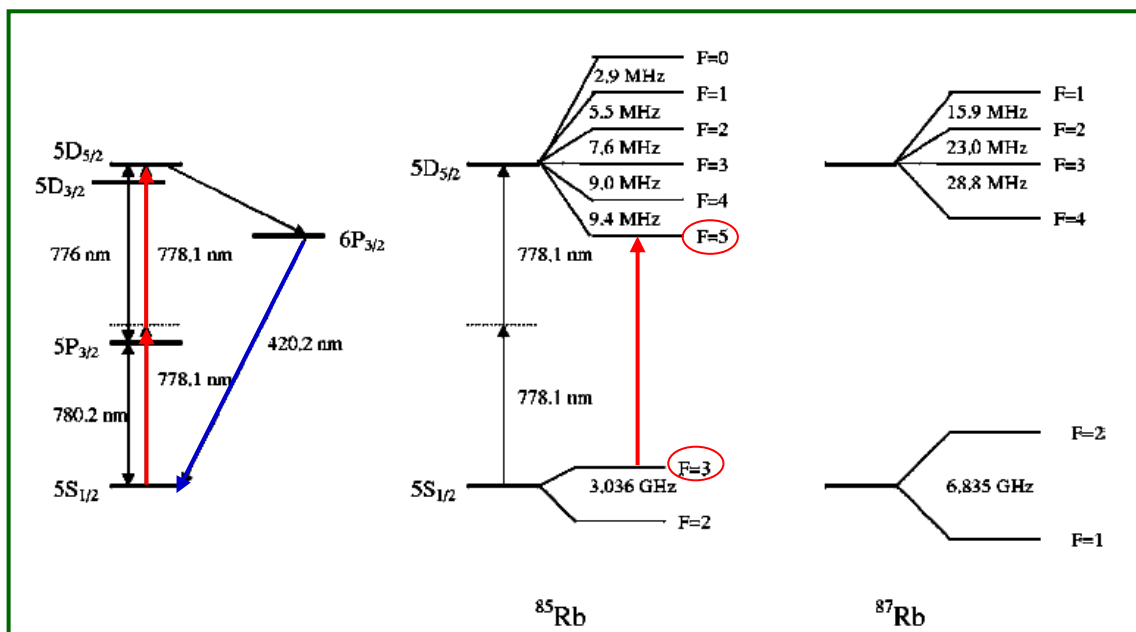 5D5/2
5D3/2
6P3/2
776 nm
778.1 nm
5P3/2
420.2 nm
778.1 nm
780.2 nm
5S1/2
F=0
2,9 MHz
F=1
5.5 MHz
F=2
7,6 MHz
5D5/2
F=3
9.0 MHz
F=4
9.4 MHz
F=5
778,1 nm
778.1 nm
5S1/2
F=3
3,036 GHz
F=2
85Rb
F=1
15.9 MHz
F=2
23,0 MHz
F=3
28,8 MHz
F=4
F=2
6,835 GHz
F=1
87Rb